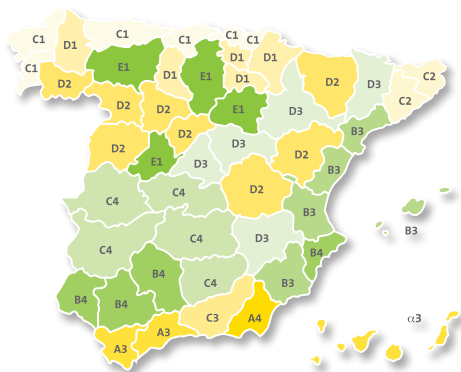 C1 D1 C1 C1 C1 C1
D1 D1
C1 E1 D1 E1 D1 D2 D3 C2
D2 D2 D2 E1 D3 C2
D2 D3 B3
D2 E1 D3 D2 B3
C4 C4 D2 B3
C4 C4 D3 B4 B3
B4 B4 B4 C4 B3
A3 A3 C3 A4 α3